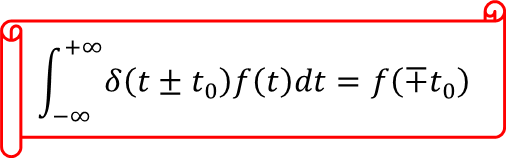 ∫_{−∞}^{+∞} δ(t ± t₀)f(t)dt = f(∓t₀)